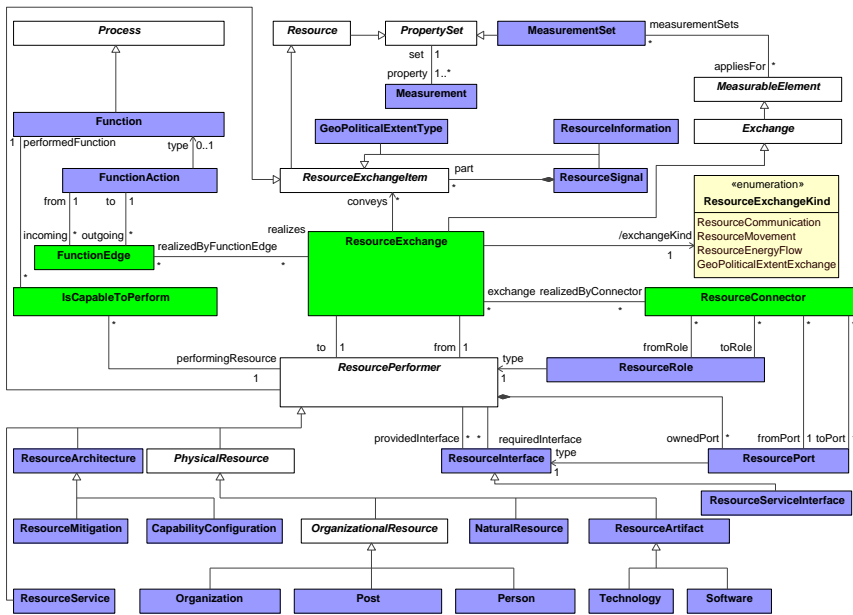 Process
Resource
PropertySet
MeasurementSet
measurementSets
*
set 1
property 1..*
appliesFor *
Measurement
MeasurableElement
Function
GeoPoliticalExtentType
ResourceInformation
Exchange
1 performedFunction
type 0..1
FunctionAction
ResourceExchangeItem
part
*
ResourceSignal
«enumeration»
ResourceExchangeKind
ResourceCommunication
ResourceMovement
ResourceEnergyFlow
GeoPoliticalExtentExchange
from 1
to 1
conveys *
incoming *
outgoing *
realizes
ResourceExchange
/exchangeKind
1
FunctionEdge
realizedByFunctionEdge
*
*
IsCapableToPerform
*
exchange realizedByConnector
*
*
ResourceConnector
*
*
*
*
*
to 1
from 1
fromRole
toRole
performingResource
1
ResourcePerformer
type
1
ResourceRole
providedInterface *
* requiredInterface
ownedPort *
fromPort 1
toPort
ResourceArchitecture
PhysicalResource
ResourceInterface
type
1
ResourcePort
ResourceServiceInterface
ResourceMitigation
CapabilityConfiguration
OrganizationalResource
NaturalResource
ResourceArtifact
ResourceService
Organization
Post
Person
Technology
Software